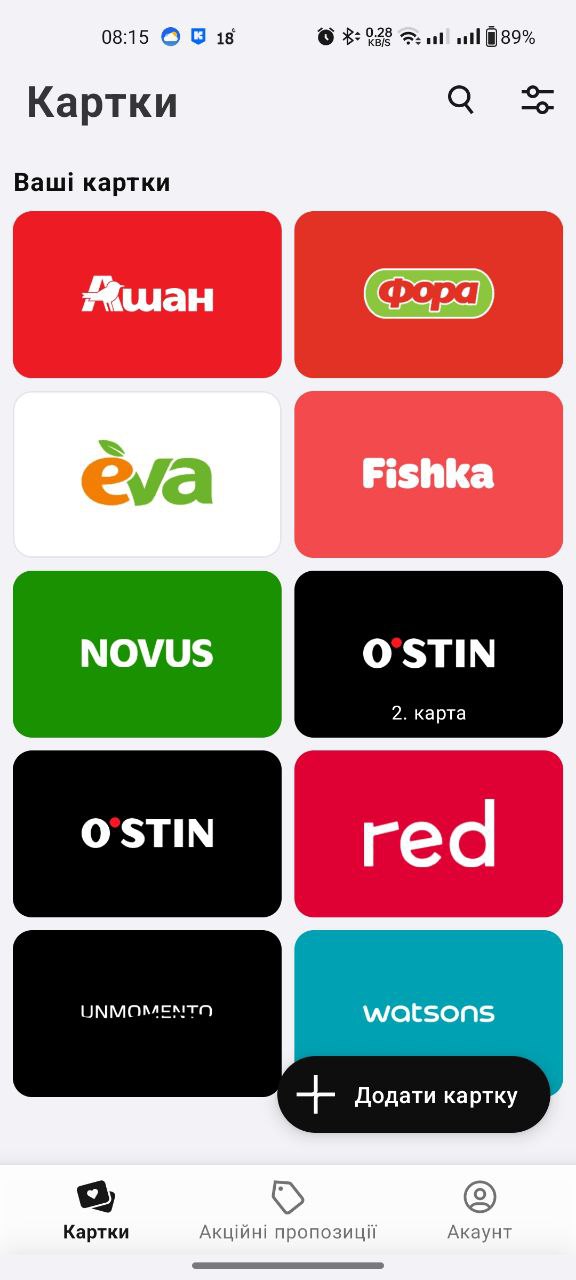 08:15 18° 0.28 KB/S 89%
Картки
Ваші картки
Ашан
Фора
èva
Fishka
NOVUS
O'STIN
2. карта
O'STIN
red
UNMOMENTO
watsons
Додати картку
Картки
Акційні пропозиції
Акаунт